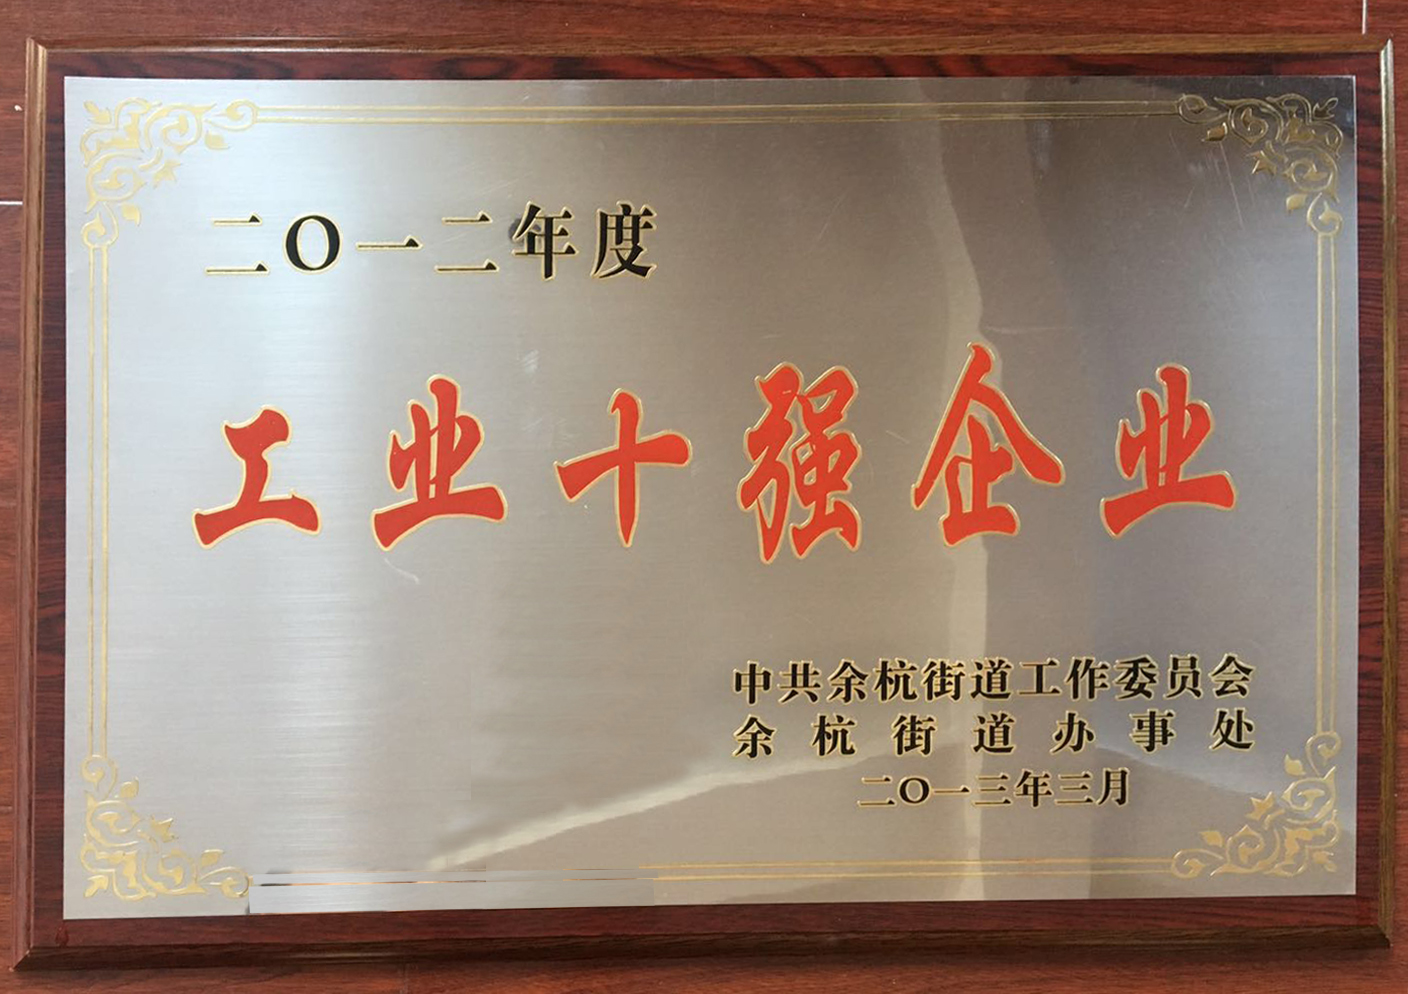 二〇一二年度
工业十强企业
中共余杭街道工作委员会
余杭街道办事处
二〇一三年三月